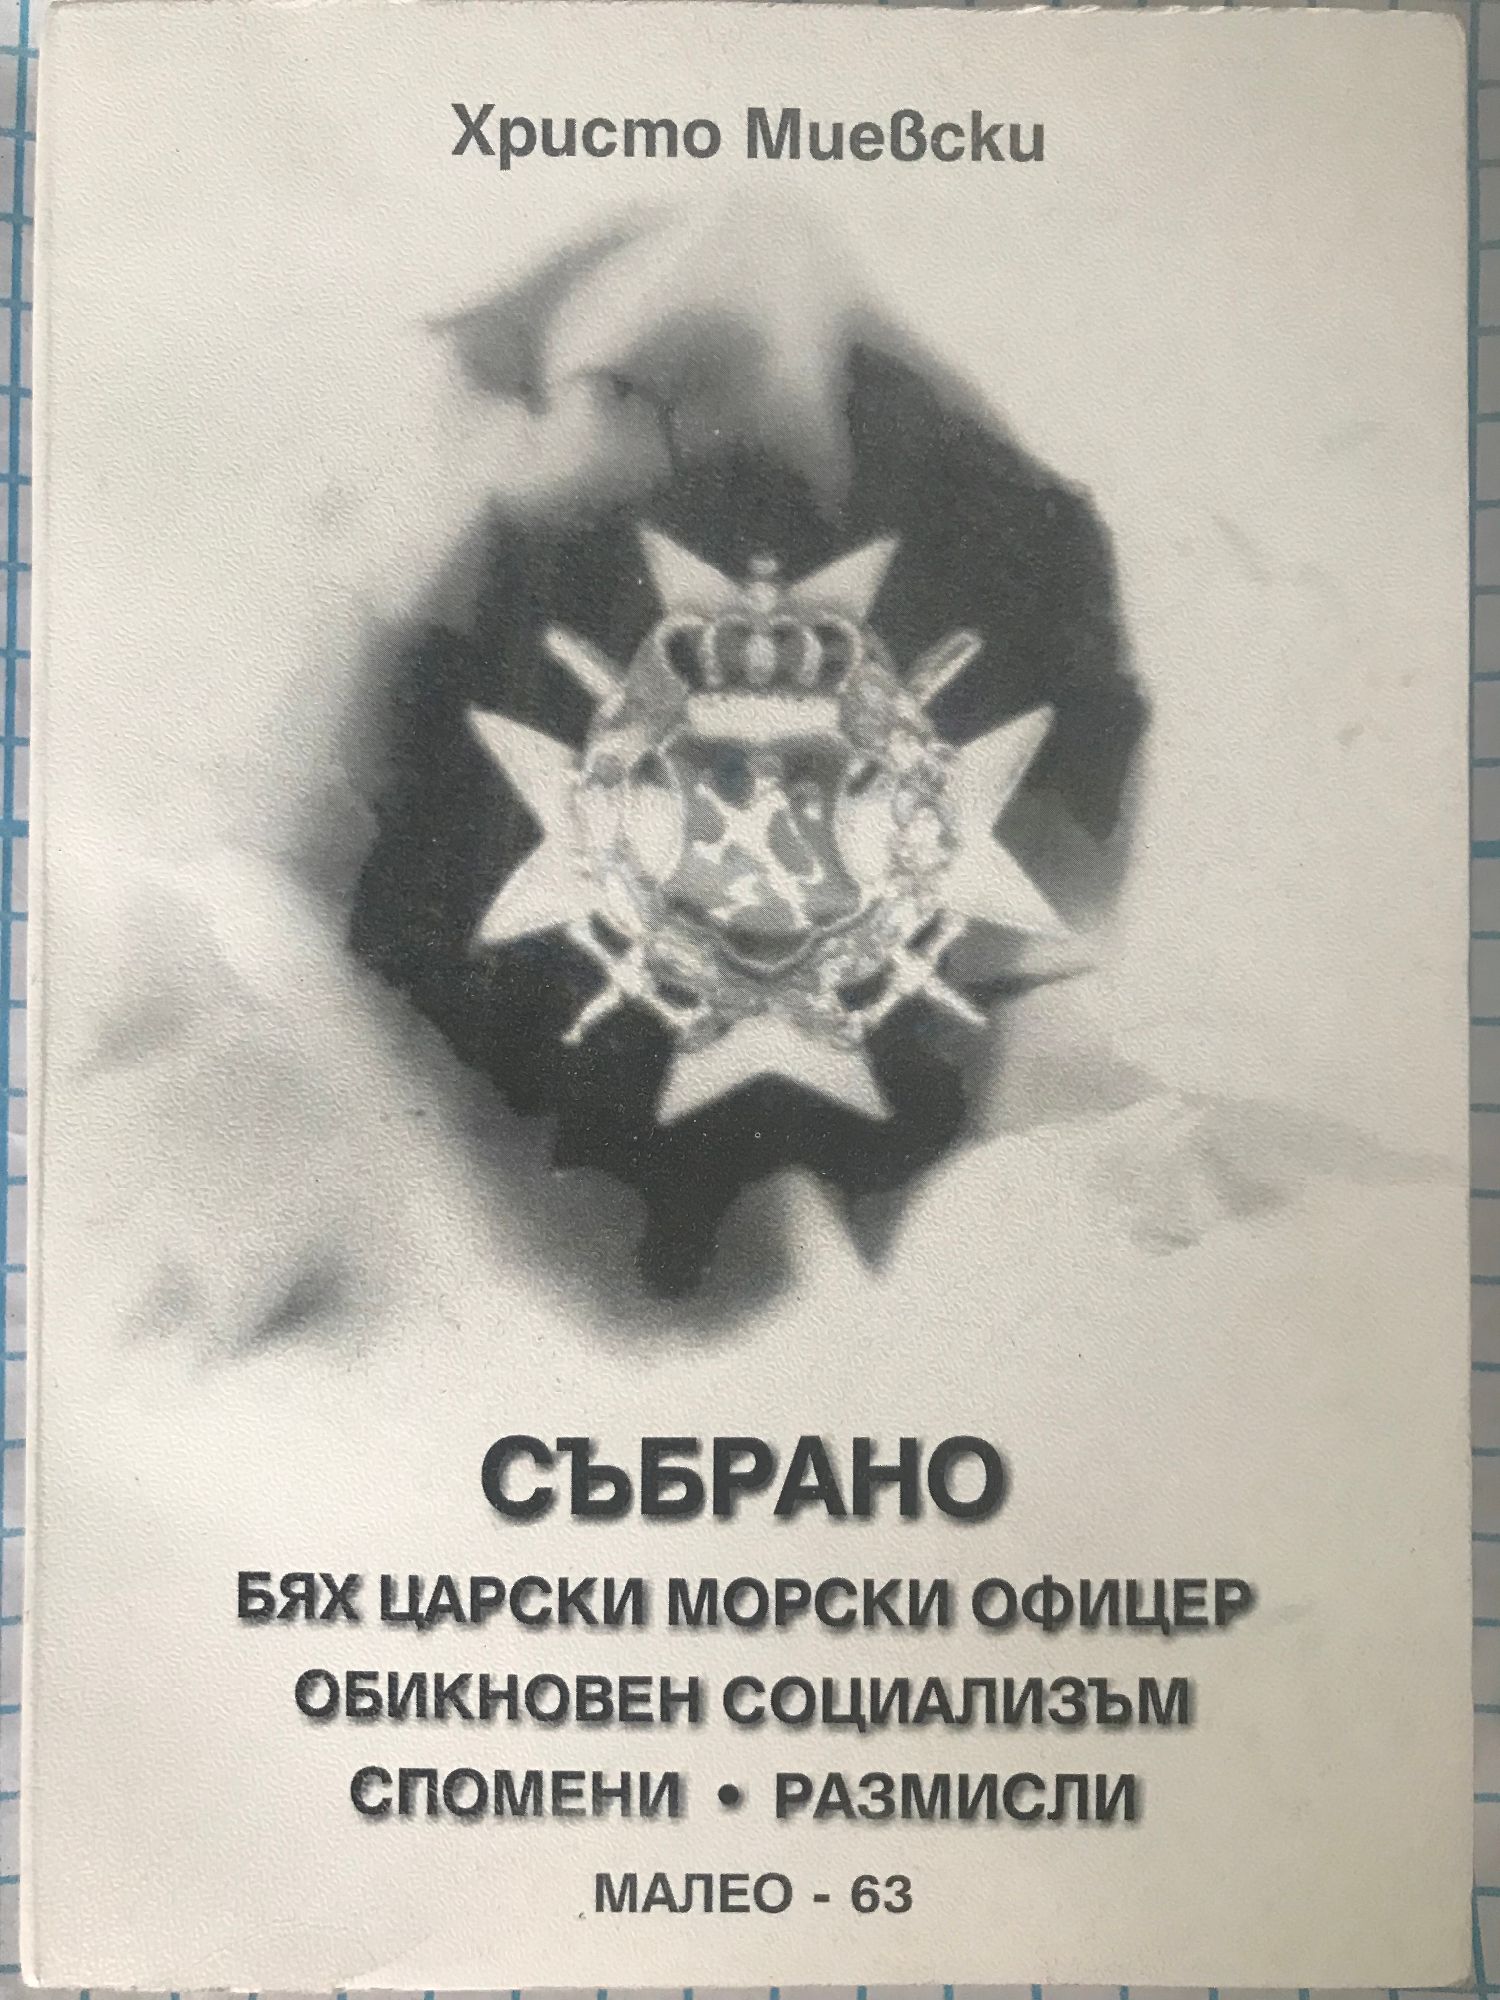 Христо Миевски
СЪБРАНО
БЯХ ЦАРСКИ МОРСКИ ОФИЦЕР
ОБИКНОВЕН СОЦИАЛИЗЪМ
СПОМЕНИ • РАЗМИСЛИ
МАЛЕО - 63